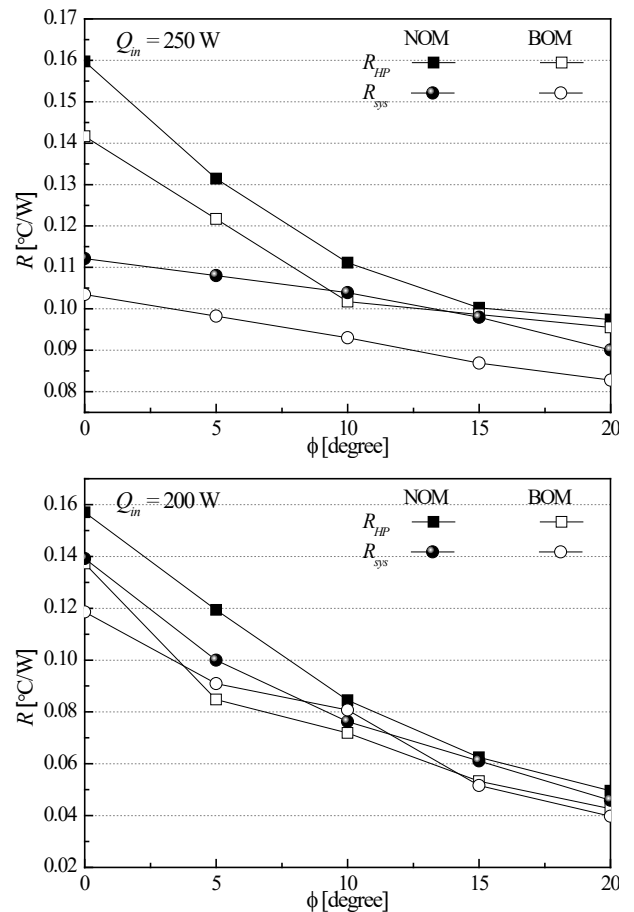 Q_in = 250 W NOM BOM
R_HP
R_sys
0.17
0.16
0.15
0.14
0.13
0.12
0.11
0.10
0.09
0.08
R [°C/W]
0 5 10 15 20
ϕ [degree]
Q_in = 200 W NOM BOM
R_HP
R_sys
0.16
0.14
0.12
0.10
0.08
0.06
0.04
0.02
R [°C/W]
0 5 10 15 20
ϕ [degree]